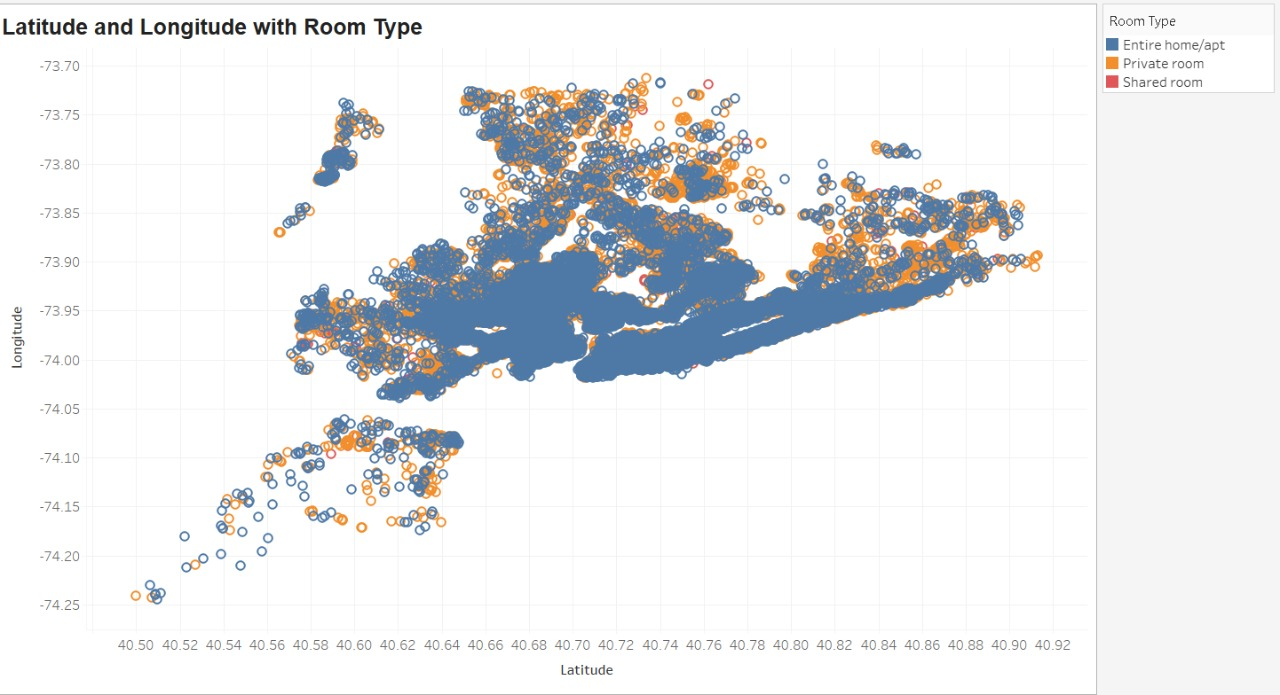 Latitude and Longitude with Room Type
Room Type
Entire home/apt
Private room
Shared room
-73.70
-73.75
-73.80
-73.85
-73.90
-73.95
-74.00
-74.05
-74.10
-74.15
-74.20
-74.25
Longitude
40.50 40.52 40.54 40.56 40.58 40.60 40.62 40.64 40.66 40.68 40.70 40.72 40.74 40.76 40.78 40.80 40.82 40.84 40.86 40.88 40.90 40.92
Latitude